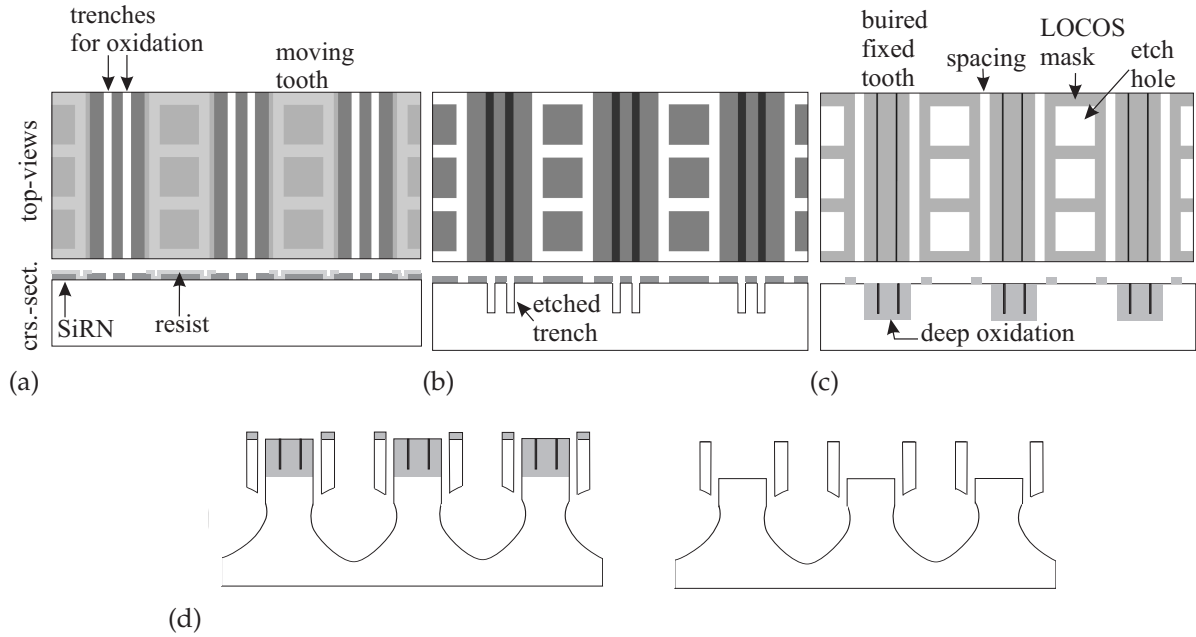 trenches
for oxidation
moving
tooth
buired
fixed
tooth
spacing
LOCOS
mask
etch
hole
top-views
crs.-sect.
SiRN
resist
etched
trench
deep oxidation
(a)
(b)
(c)
(d)